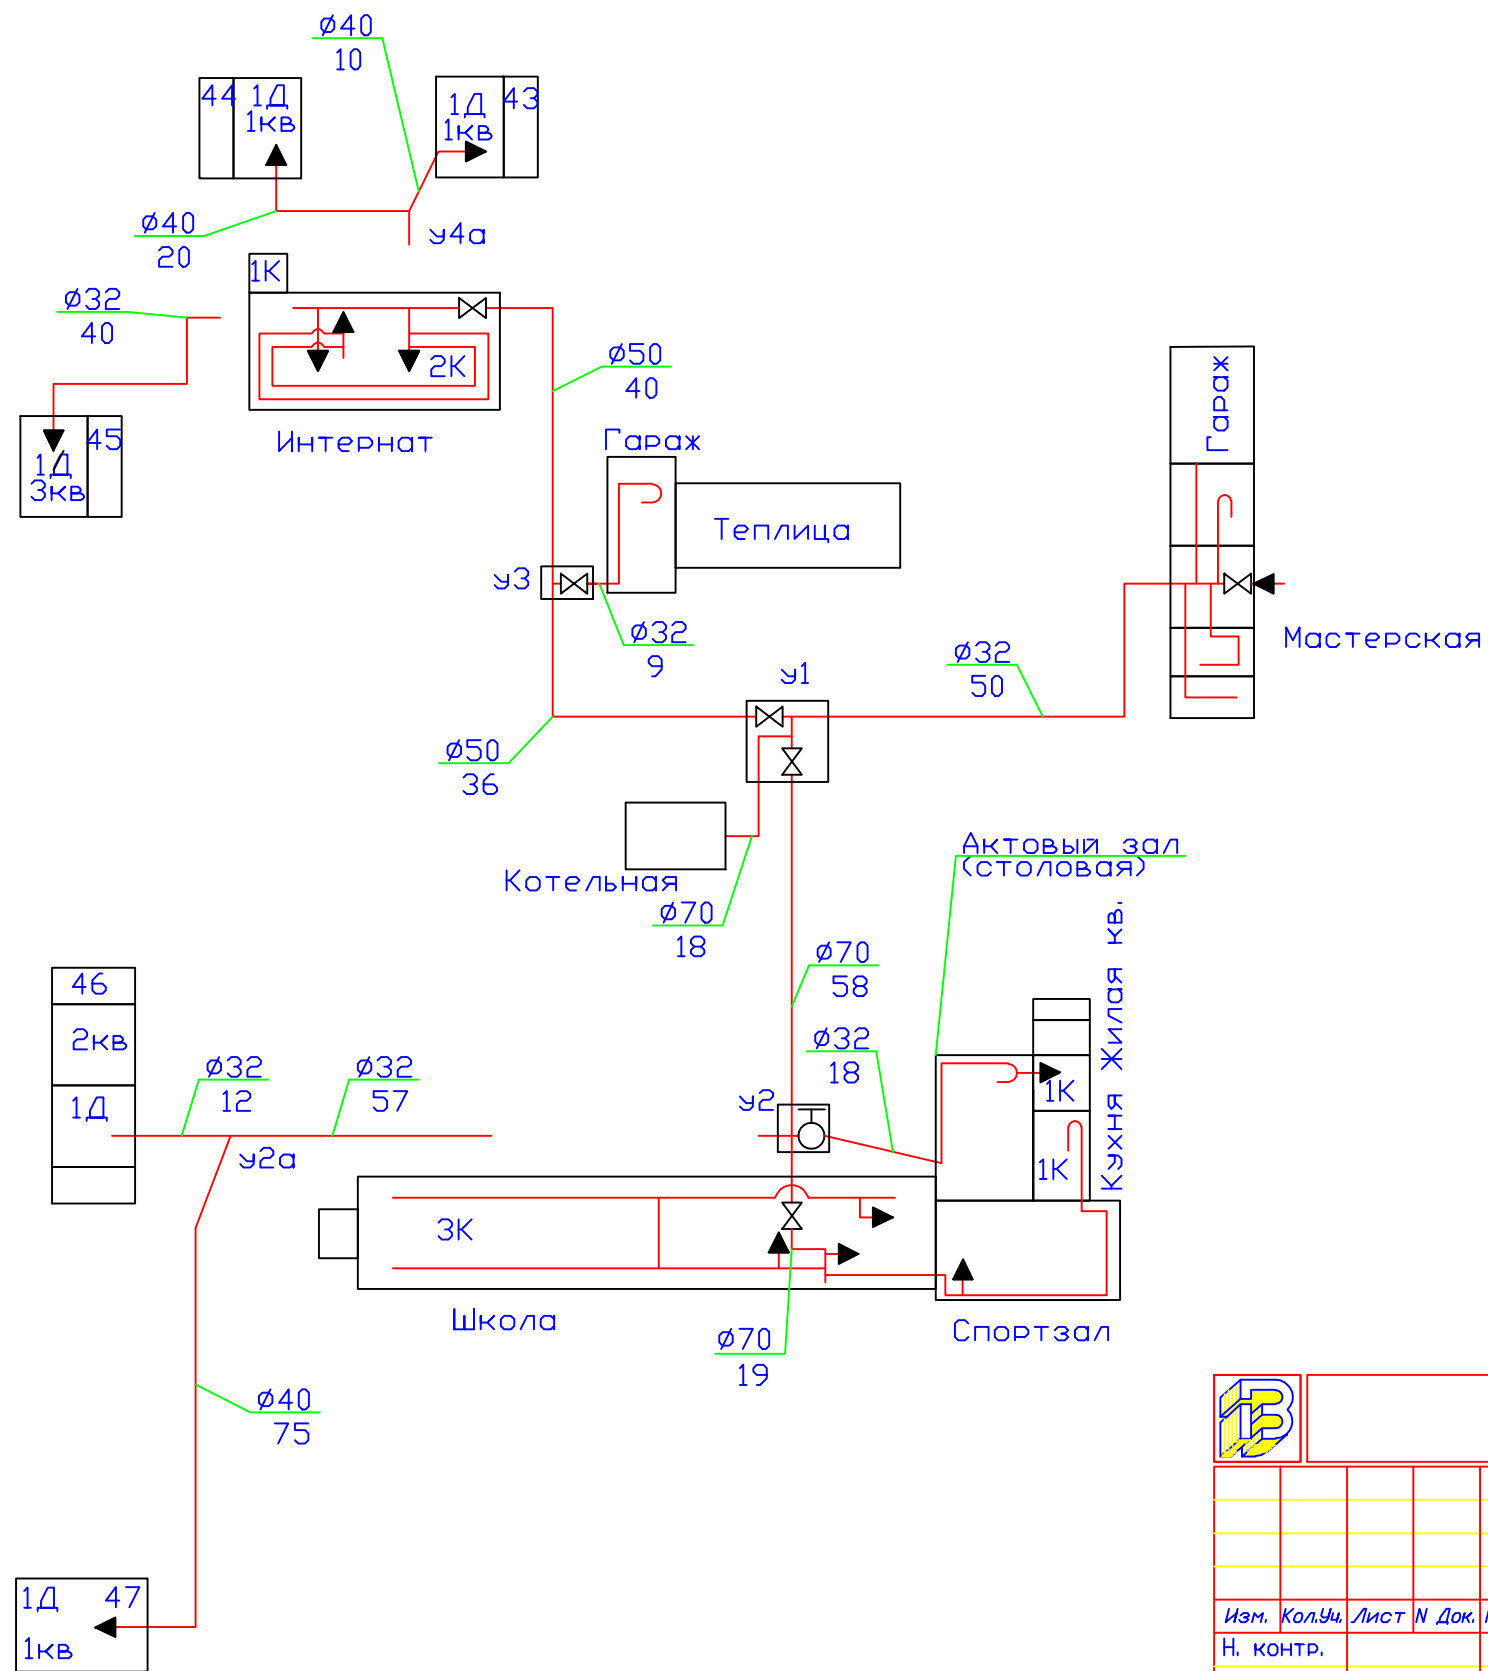 ø40
10
44
1Д
1кв
1Д
1кв
43
ø40
20
у4а
1К
ø32
40
2К
ø50
40
Интернат
Гараж
45
1Д
3кв
Теплица
Гараж
у3
ø32
9
Мастерская
у1
ø32
50
ø50
36
Актовый зал
(столовая)
Котельная
ø70
18
ø70
58
Кухня Жилая кв.
46
2кв
1Д
ø32
12
ø32
57
ø32
18
у2
1К
у2а
1К
3К
Школа
Спортзал
ø70
19
ø40
75
1Д
47
1кв
Изм. Кол.Уч. Лист N Док.
Н. контр.